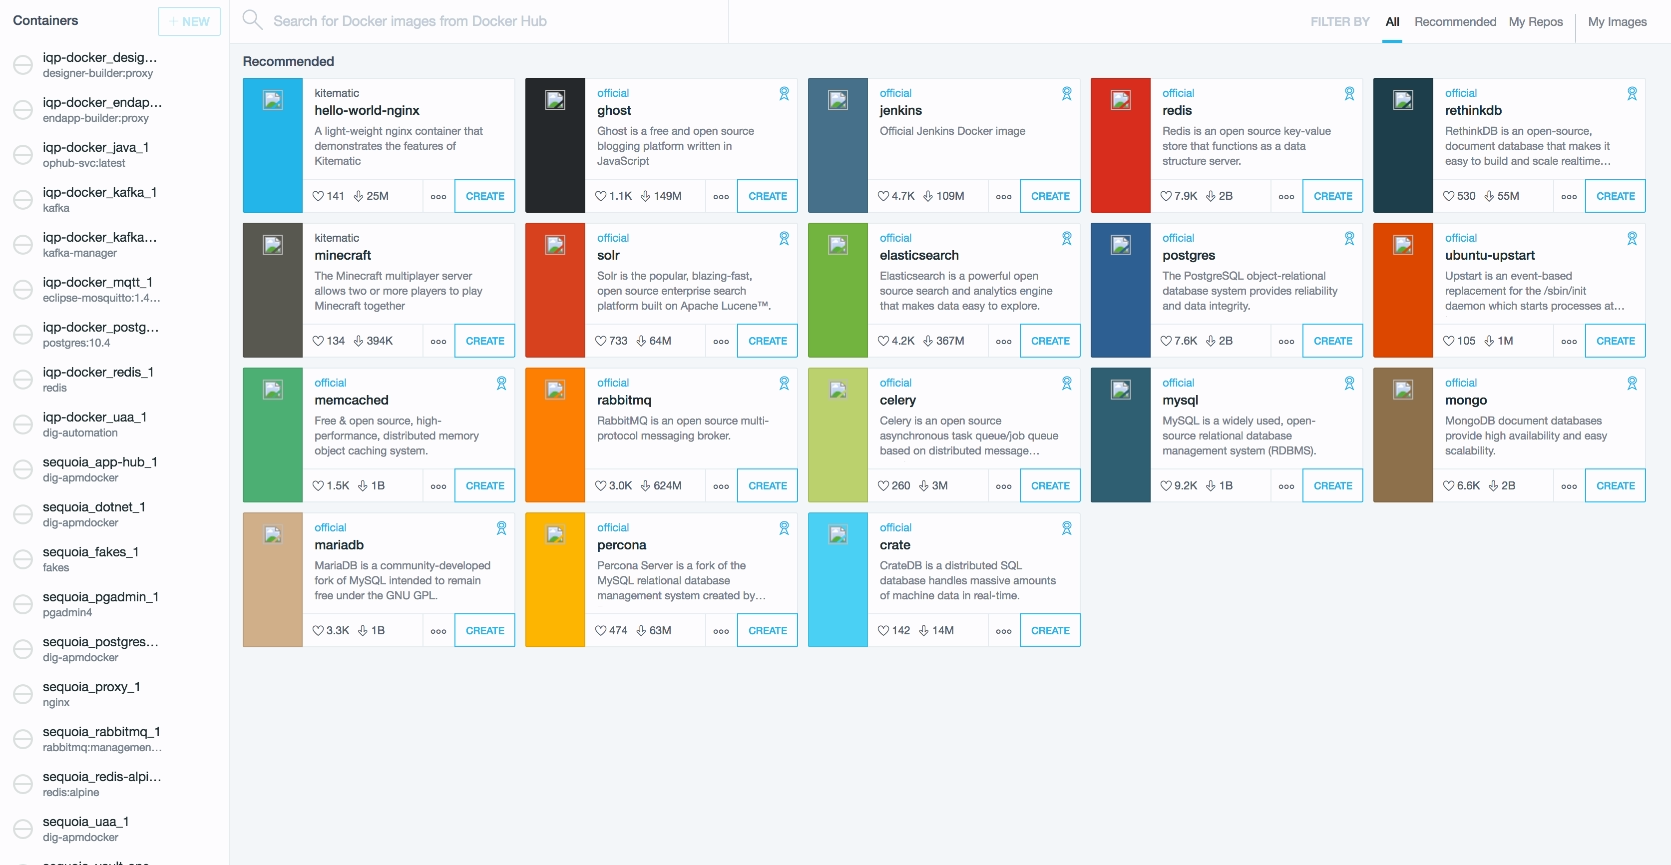 Containers
+ NEW
iqp-docker_desig...
designer-builder:proxy
iqp-docker_endap...
endapp-builder:proxy
iqp-docker_java_1
ophub-svc:latest
iqp-docker_kafka_1
kafka
iqp-docker_kafka...
kafka-manager
iqp-docker_mqtt_1
eclipse-mosquitto:1.4...
iqp-docker_postg...
postgres:10.4
iqp-docker_redis_1
redis
iqp-docker_uaa_1
dig-automation
sequoia_app-hub_1
dig-apmdocker
sequoia_dotnet_1
dig-apmdocker
sequoia_fakes_1
fakes
sequoia_pgadmin_1
pgadmin4
sequoia_postgres...
dig-apmdocker
sequoia_proxy_1
nginx
sequoia_rabbitmq_1
rabbitmq:managemen...
sequoia_redis-alpi...
redis:alpine
sequoia_uaa_1
dig-apmdocker
Search for Docker images from Docker Hub
FILTER BY All Recommended My Repos My Images
Recommended
kitematic
hello-world-nginx
A light-weight nginx container that
demonstrates the features of
Kitematic
141 25M CREATE
official
ghost
Ghost is a free and open source
blogging platform written in
JavaScript
1.1K 149M CREATE
official
jenkins
Official Jenkins Docker image
4.7K 109M CREATE
official
redis
Redis is an open source key-value
store that functions as a data
structure server.
7.9K 2B CREATE
official
rethinkdb
RethinkDB is an open-source,
document database that makes it
easy to build and scale realtime...
530 55M CREATE
kitematic
minecraft
The Minecraft multiplayer server
allows two or more players to play
Minecraft together
134 394K CREATE
official
solr
Solr is the popular, blazing-fast,
open source enterprise search
platform built on Apache Lucene™.
733 64M CREATE
official
elasticsearch
Elasticsearch is a powerful open
source search and analytics engine
that makes data easy to explore.
4.2K 367M CREATE
official
postgres
The PostgreSQL object-relational
database system provides reliability
and data integrity.
7.6K 2B CREATE
official
ubuntu-upstart
Upstart is an event-based
replacement for the /sbin/init
daemon which starts processes at...
105 1M CREATE
official
memcached
Free & open source, high-
performance, distributed memory
object caching system.
1.5K 1B CREATE
official
rabbitmq
RabbitMQ is an open source multi-
protocol messaging broker.
3.0K 624M CREATE
official
celery
Celery is an open source
asynchronous task queue/job queue
based on distributed message...
260 3M CREATE
official
mysql
MySQL is a widely used, open-
source relational database
management system (RDBMS).
9.2K 1B CREATE
official
mongo
MongoDB document databases
provide high availability and easy
scalability.
6.6K 2B CREATE
official
mariadb
MariaDB is a community-developed
fork of MySQL intended to remain
free under the GNU GPL.
3.3K 1B CREATE
official
percona
Percona Server is a fork of the
MySQL relational database
management system created by...
474 63M CREATE
official
crate
CrateDB is a distributed SQL
database handles massive amounts
of machine data in real-time.
142 14M CREATE